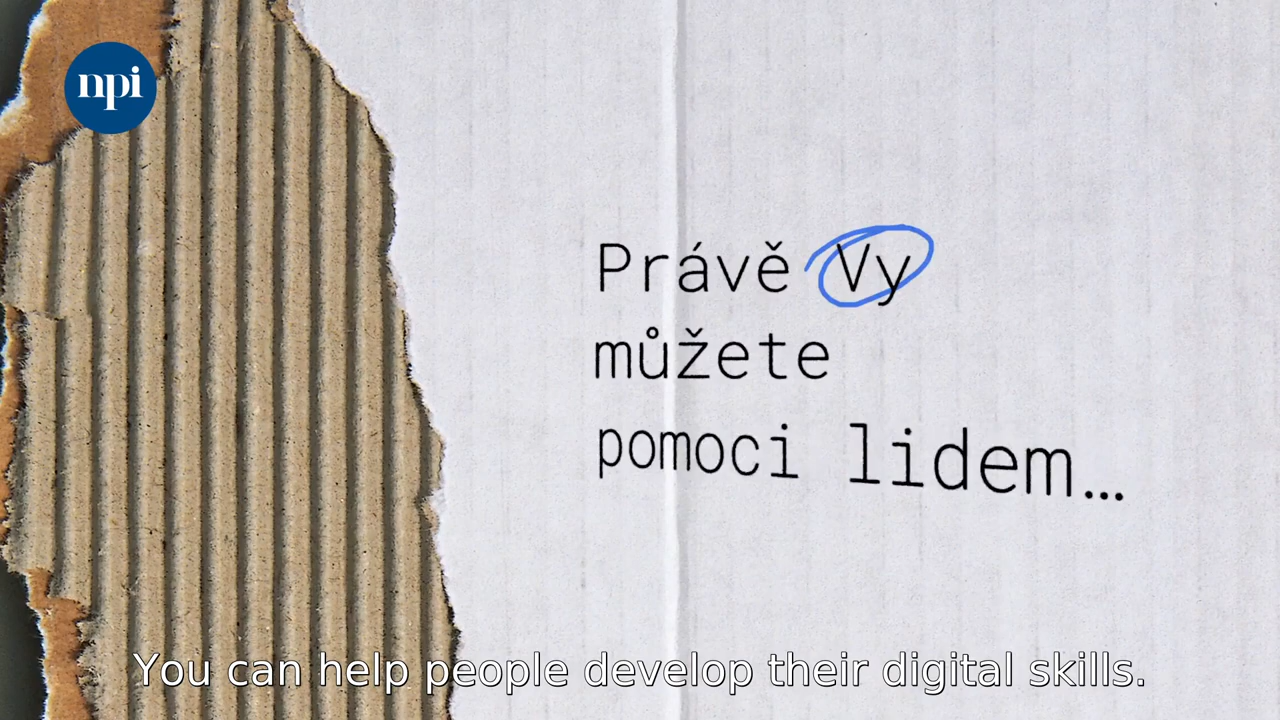 npi
Právě Vy
můžete
pomoci lidem…
You can help people develop their digital skills.